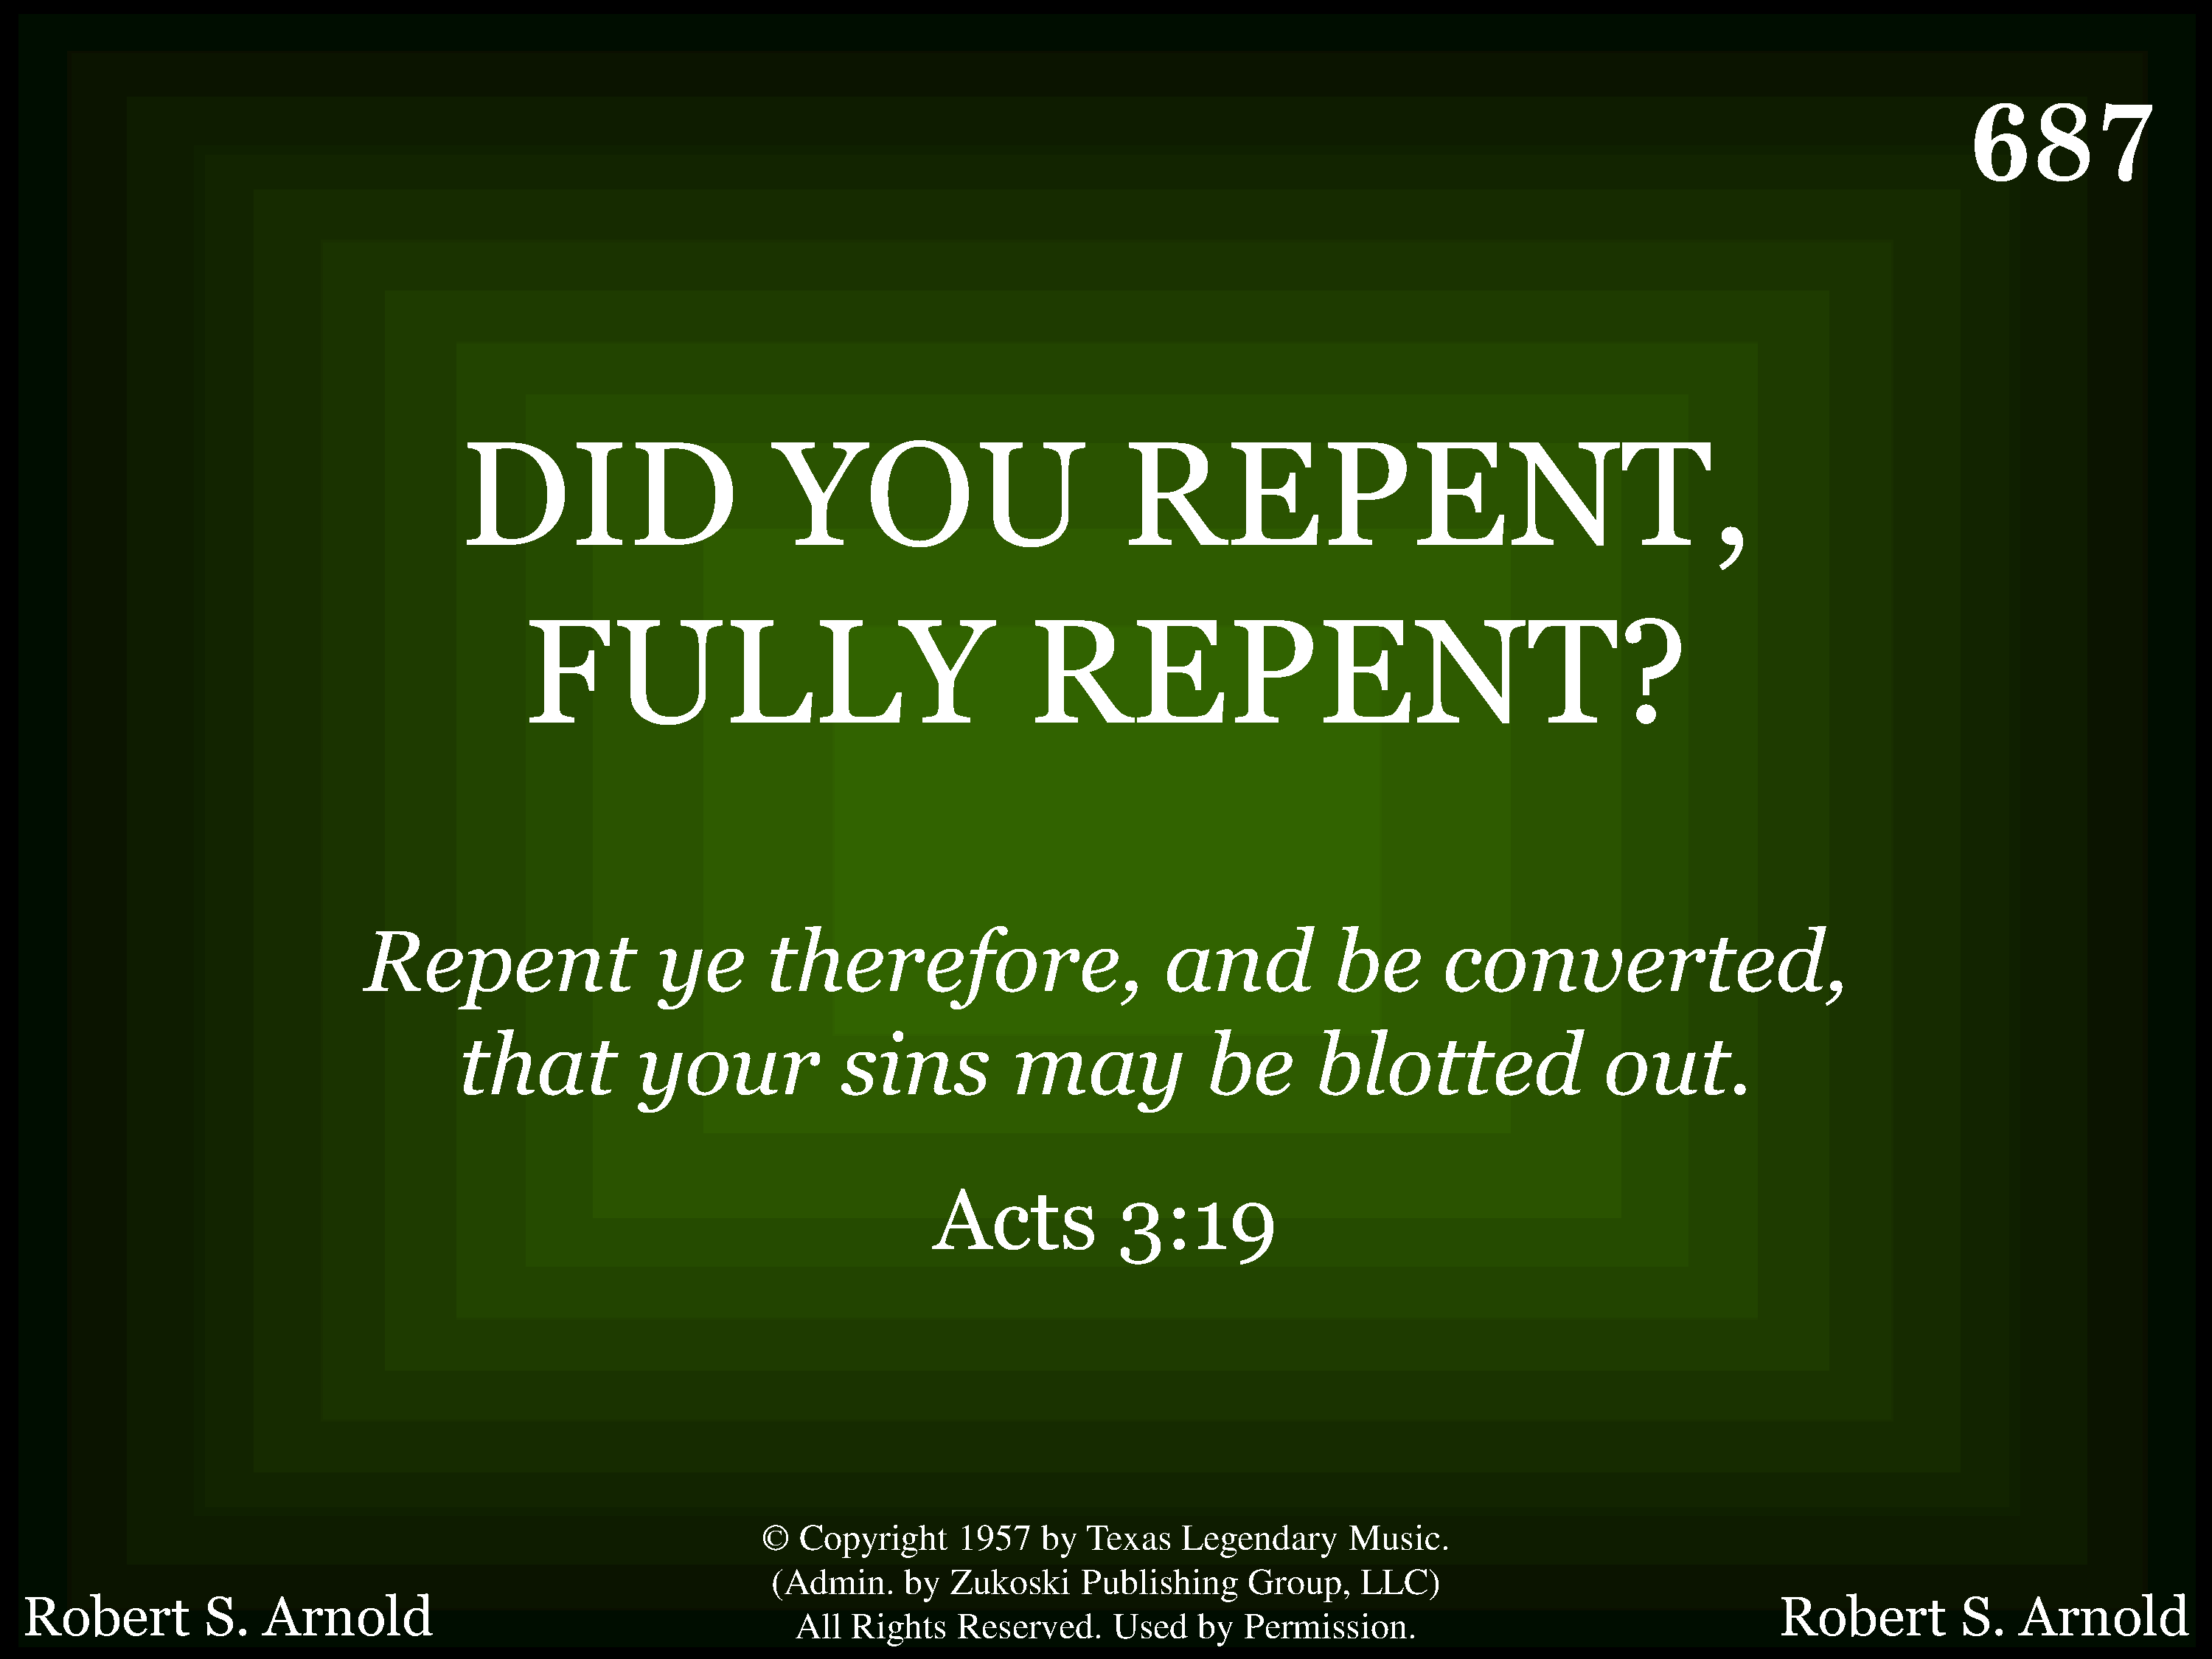 687
DID YOU REPENT,
FULLY REPENT?
Repent ye therefore, and be converted,
that your sins may be blotted out.
Acts 3:19
© Copyright 1957 by Texas Legendary Music.
(Admin. by Zukoski Publishing Group, LLC)
All Rights Reserved. Used by Permission.
Robert S. Arnold
Robert S. Arnold